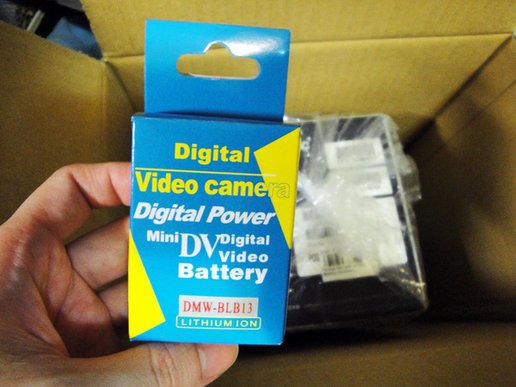 Digital
Video camera
Digital Power
Mini DV Digital
Video
Battery
DMW-BLB13
LITHIUM ION